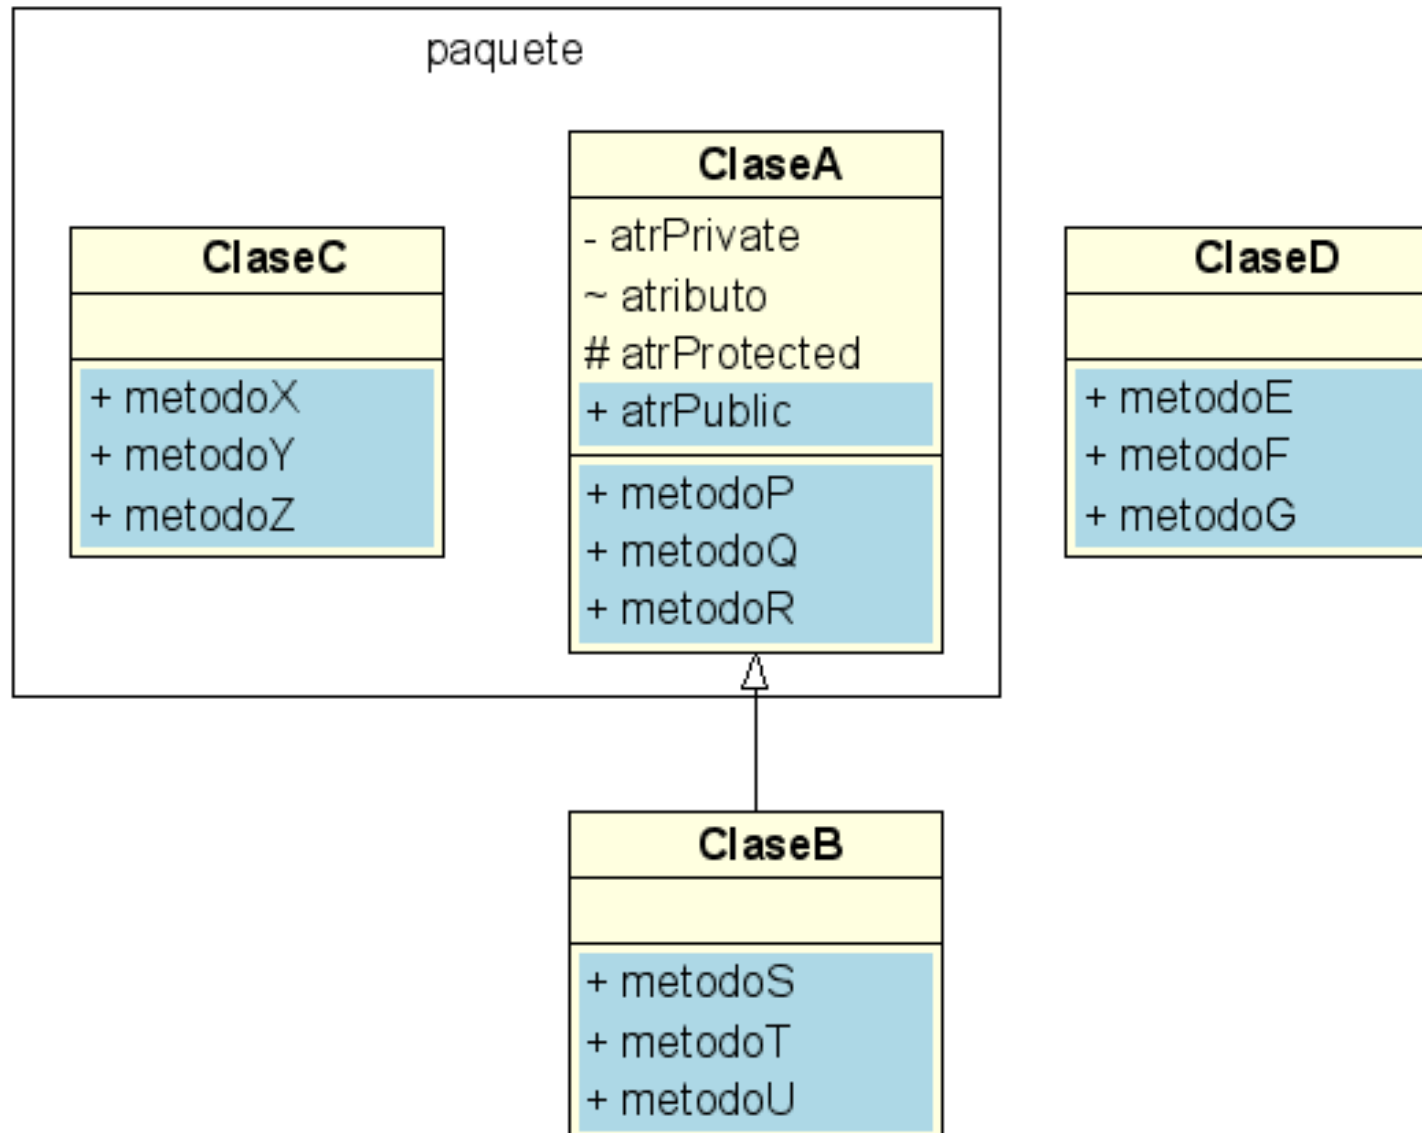 paquete
ClaseC
+ metodoX
+ metodoY
+ metodoZ
ClaseA
- atrPrivate
~ atributo
# atrProtected
+ atrPublic
+ metodoP
+ metodoQ
+ metodoR
ClaseD
+ metodoE
+ metodoF
+ metodoG
ClaseB
+ metodoS
+ metodoT
+ metodoU